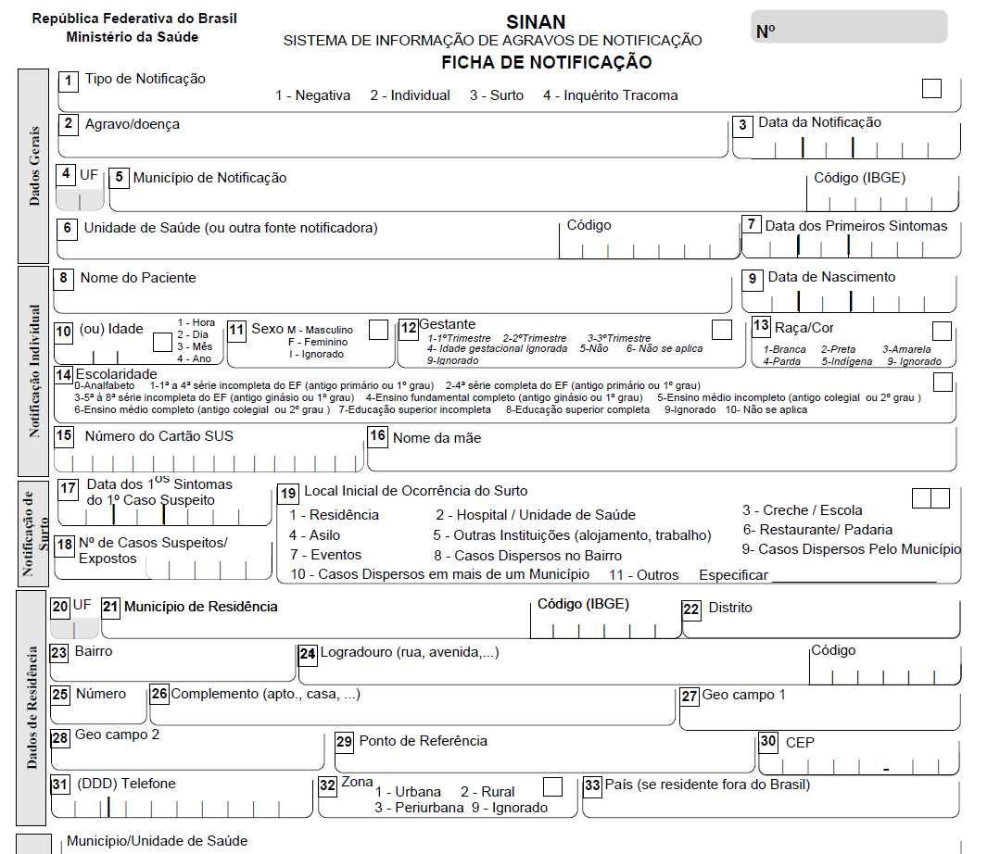 República Federativa do Brasil
Ministério da Saúde
SINAN
SISTEMA DE INFORMAÇÃO DE AGRAVOS DE NOTIFICAÇÃO
FICHA DE NOTIFICAÇÃO
Nº
Dados Gerais
1 Tipo de Notificação
1 - Negativa 2 - Individual 3 - Surto 4 - Inquérito Tracoma
2 Agravo/doença
3 Data da Notificação
4 UF
5 Município de Notificação
Código (IBGE)
6 Unidade de Saúde (ou outra fonte notificadora)
Código
7 Data dos Primeiros Sintomas
Notificação Individual
8 Nome do Paciente
9 Data de Nascimento
10 (ou) Idade
1 - Hora
2 - Dia
3 - Mês
4 - Ano
11 Sexo M - Masculino
F - Feminino
I - Ignorado
12 Gestante
1-1ºTrimestre 2-2ºTrimestre 3-3ºTrimestre
4- Idade gestacional Ignorada 5-Não 6- Não se aplica
9-Ignorado
13 Raça/Cor
1-Branca 2-Preta 3-Amarela
4-Parda 5-Indígena 9- Ignorado
14 Escolaridade
0-Analfabeto 1-1ª a 4ª série incompleta do EF (antigo primário ou 1º grau) 2-4ª série completa do EF (antigo primário ou 1º grau)
3-5ª à 8ª série incompleta do EF (antigo ginásio ou 1º grau) 4-Ensino fundamental completo (antigo ginásio ou 1º grau) 5-Ensino médio incompleto (antigo colegial ou 2º grau )
6-Ensino médio completo (antigo colegial ou 2º grau ) 7-Educação superior incompleta 8-Educação superior completa 9-Ignorado 10- Não se aplica
15 Número do Cartão SUS
16 Nome da mãe
Notificação de
Surto
17 Data dos 1os Sintomas
do 1º Caso Suspeito
18 Nº de Casos Suspeitos/
Expostos
19 Local Inicial de Ocorrência do Surto
1 - Residência 2 - Hospital / Unidade de Saúde 3 - Creche / Escola
4 - Asilo 5 - Outras Instituições (alojamento, trabalho) 6- Restaurante/ Padaria
7 - Eventos 8 - Casos Dispersos no Bairro 9- Casos Dispersos Pelo Município
10 - Casos Dispersos em mais de um Município 11 - Outros Especificar
Dados de Residência
20 UF
21 Município de Residência
Código (IBGE)
22 Distrito
23 Bairro
24 Logradouro (rua, avenida,...)
Código
25 Número
26 Complemento (apto., casa, ...)
27 Geo campo 1
28 Geo campo 2
29 Ponto de Referência
30 CEP
-
31 (DDD) Telefone
32 Zona
1 - Urbana 2 - Rural
3 - Periurbana 9 - Ignorado
33 País (se residente fora do Brasil)
Município/Unidade de Saúde